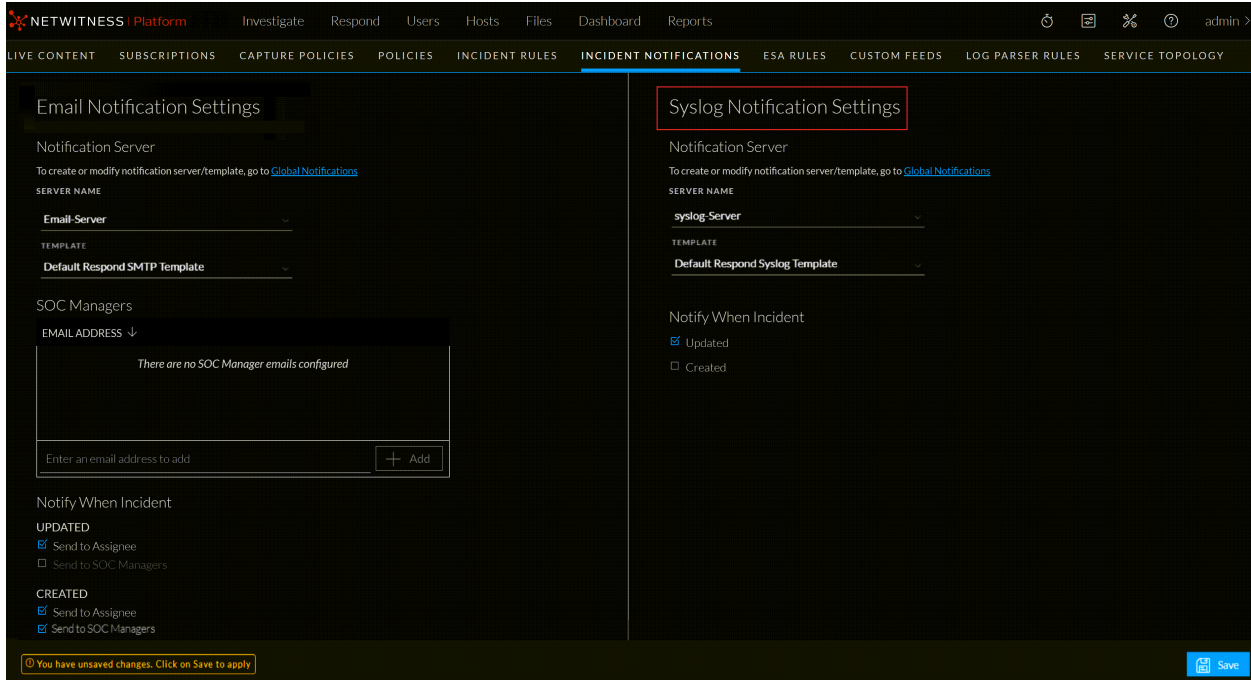 NETWITNESS | Platform Investigate Respond Users Hosts Files Dashboard Reports admin >
LIVE CONTENT SUBSCRIPTIONS CAPTURE POLICIES POLICIES INCIDENT RULES INCIDENT NOTIFICATIONS ESA RULES CUSTOM FEEDS LOG PARSER RULES SERVICE TOPOLOGY
Email Notification Settings
Notification Server
To create or modify notification server/template, go to Global Notifications
SERVER NAME
Email-Server
TEMPLATE
Default Respond SMTP Template
SOC Managers
EMAIL ADDRESS ↓
There are no SOC Manager emails configured
Enter an email address to add
+ Add
Notify When Incident
UPDATED
Send to Assignee
Send to SOC Managers
CREATED
Send to Assignee
Send to SOC Managers
Syslog Notification Settings
Notification Server
To create or modify notification server/template, go to Global Notifications
SERVER NAME
syslog-Server
TEMPLATE
Default Respond Syslog Template
Notify When Incident
Updated
Created
You have unsaved changes. Click on Save to apply
Save